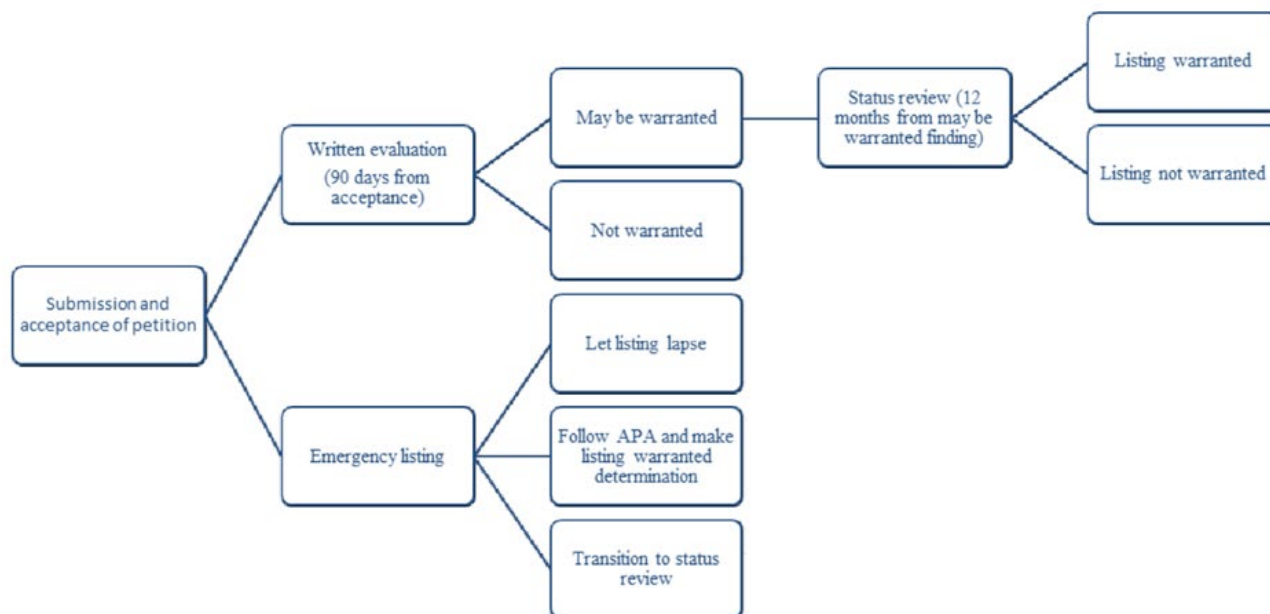 Submission and
acceptance of petition
Written evaluation
(90 days from
acceptance)
May be warranted
Status review (12
months from may be
warranted finding)
Listing warranted
Listing not warranted
Not warranted
Emergency listing
Let listing lapse
Follow APA and make
listing warranted
determination
Transition to status
review